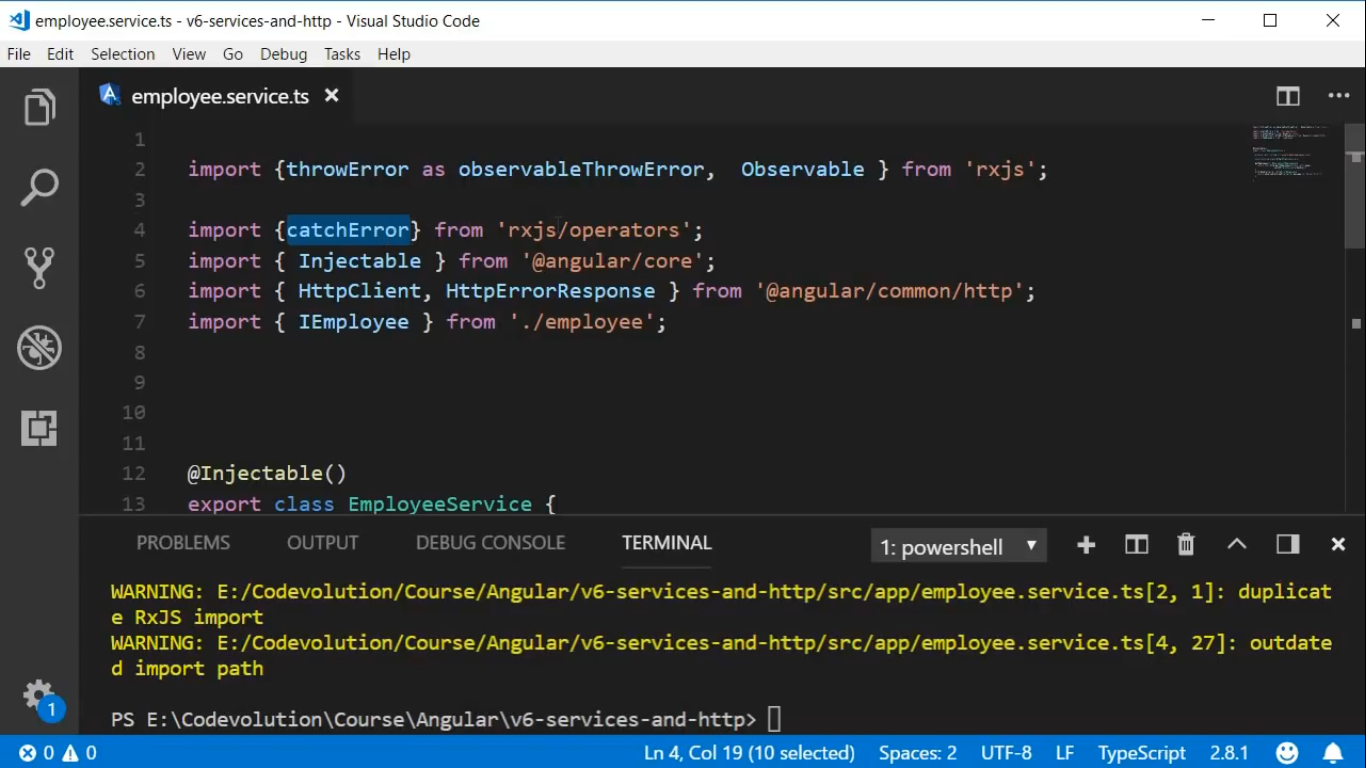 employee.service.ts - v6-services-and-http - Visual Studio Code
File Edit Selection View Go Debug Tasks Help
employee.service.ts
1
2 import {throwError as observableThrowError,  Observable } from 'rxjs';
3
4 import {catchError} from 'rxjs/operators';
5 import { Injectable } from '@angular/core';
6 import { HttpClient, HttpErrorResponse } from '@angular/common/http';
7 import { IEmployee } from './employee';
8
9
10
11
12 @Injectable()
13 export class EmployeeService {
PROBLEMS OUTPUT DEBUG CONSOLE TERMINAL 1: powershell
WARNING: E:/Codevolution/Course/Angular/v6-services-and-http/src/app/employee.service.ts[2, 1]: duplicat
e RxJS import
WARNING: E:/Codevolution/Course/Angular/v6-services-and-http/src/app/employee.service.ts[4, 27]: outdate
d import path
PS E:\Codevolution\Course\Angular\v6-services-and-http>
1
0 0 Ln 4, Col 19 (10 selected) Spaces: 2 UTF-8 LF TypeScript 2.8.1